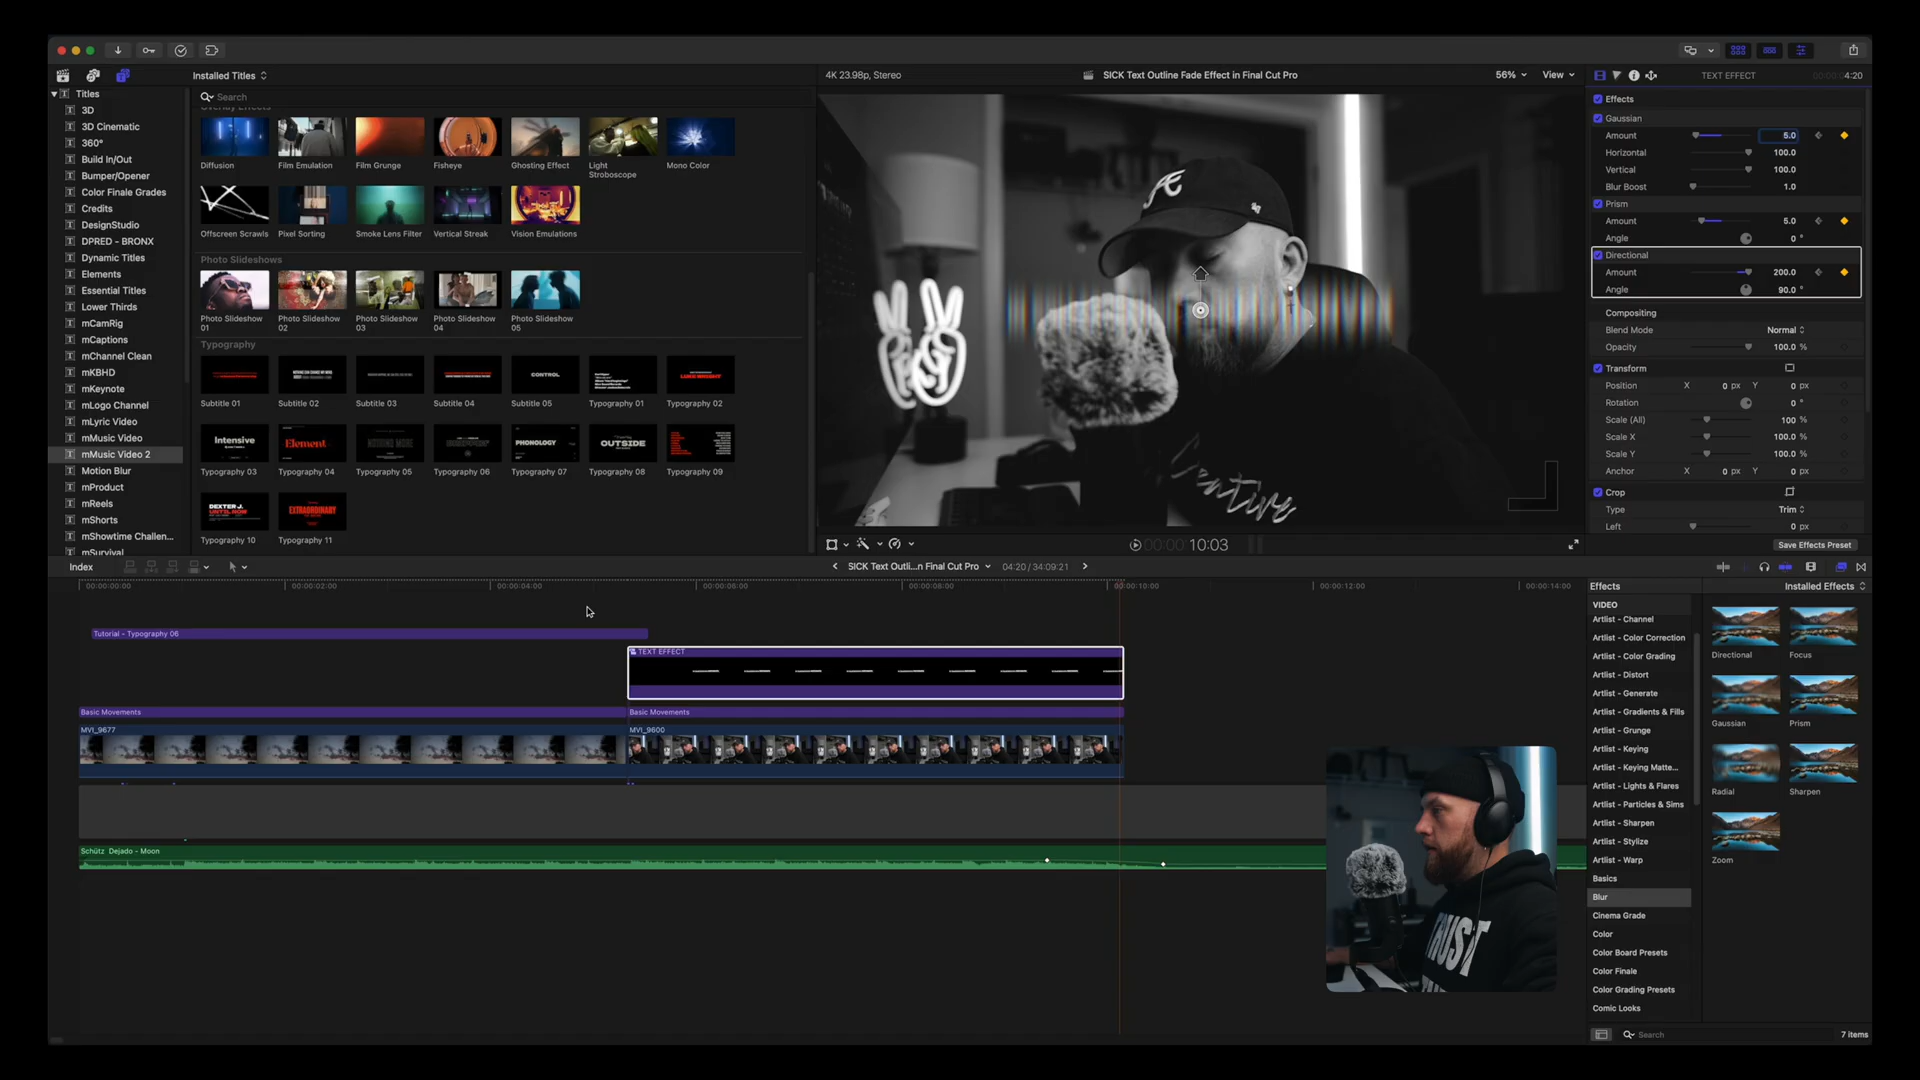 Installed Titles
4K 23.98p, Stereo
SICK Text Outline Fade Effect in Final Cut Pro
56%
View
TEXT EFFECT
4:20
Titles
3D
3D Cinematic
360°
Build In/Out
Bumper/Opener
Color Finale Grades
Credits
DesignStudio
DPRED - BRONX
Dynamic Titles
Elements
Essential Titles
Lower Thirds
mCamRig
mCaptions
mChannel Clean
mKBHD
mKeynote
mLogo Channel
mLyric Video
mMusic Video
mMusic Video 2
Motion Blur
mProduct
mReels
mShorts
mShowtime Challen...
mSurvival
Search
Overlay Effects
Diffusion
Film Emulation
Film Grunge
Fisheye
Ghosting Effect
Light Stroboscope
Mono Color
Offscreen Scrawls
Pixel Sorting
Smoke Lens Filter
Vertical Streak
Vision Emulations
Photo Slideshows
Photo Slideshow 01
Photo Slideshow 02
Photo Slideshow 03
Photo Slideshow 04
Photo Slideshow 05
Typography
CONTROL
Subtitle 01
Subtitle 02
Subtitle 03
Subtitle 04
Subtitle 05
Typography 01
Typography 02
Intensive
Element
NOTHING MORE
PHONOLOGY
OUTSIDE
Typography 03
Typography 04
Typography 05
Typography 06
Typography 07
Typography 08
Typography 09
DEXTER J.
UNTIL NOW
EXTRAORDINARY
Typography 10
Typography 11
Creative
10:03
Effects
Gaussian
Amount 5.0
Horizontal 100.0
Vertical 100.0
Blur Boost 1.0
Prism
Amount 5.0
Angle 0 °
Directional
Amount 200.0
Angle 90.0 °
Compositing
Blend Mode Normal
Opacity 100.0 %
Transform
Position X 0 px Y 0 px
Rotation 0 °
Scale (All) 100 %
Scale X 100.0 %
Scale Y 100.0 %
Anchor X 0 px Y 0 px
Crop
Type Trim
Left 0 px
Save Effects Preset
Index
SICK Text Outli...n Final Cut Pro
04:20 / 34:09:21
00:00:00:00
00:00:02:00
00:00:04:00
00:00:06:00
00:00:08:00
00:00:10:00
00:00:12:00
00:00:14:00
Tutorial - Typography 06
TEXT EFFECT
Basic Movements
Basic Movements
MVI_9677
MVI_9600
Schütz Dejado - Moon
TRUST
Effects
Installed Effects
VIDEO
Artlist - Channel
Artlist - Color Correction
Artlist - Color Grading
Artlist - Distort
Artlist - Generate
Artlist - Gradients & Fills
Artlist - Grunge
Artlist - Keying
Artlist - Keying Matte...
Artlist - Lights & Flares
Artlist - Particles & Sims
Artlist - Sharpen
Artlist - Stylize
Artlist - Warp
Basics
Blur
Cinema Grade
Color
Color Board Presets
Color Finale
Color Grading Presets
Comic Looks
Directional
Focus
Gaussian
Prism
Radial
Sharpen
Zoom
Search
7 items